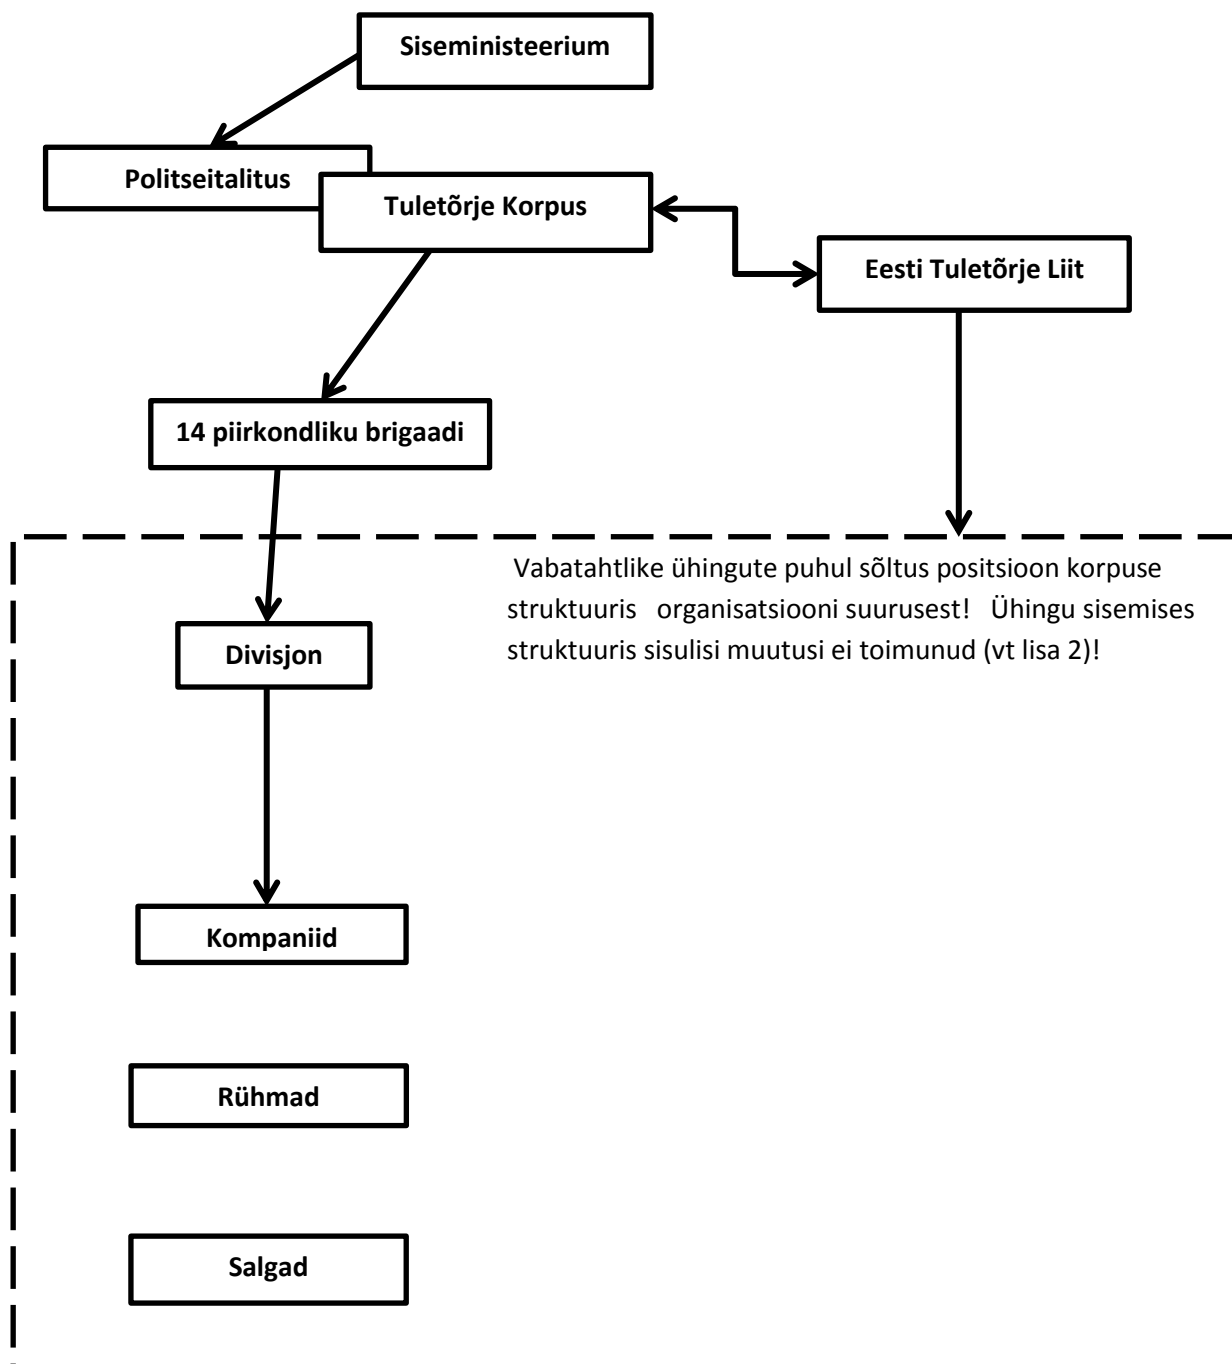 Siseministeerium
Politseitalitus
Tuletõrje Korpus
Eesti Tuletõrje Liit
14 piirkondliku brigaadi
Vabatahtlike ühingute puhul sõltus positsioon korpuse
struktuuris organisatsiooni suurusest! Ühingu sisemises
struktuuris sisulisi muutusi ei toimunud (vt lisa 2)!
Divisjon
Kompaniid
Rühmad
Salgad